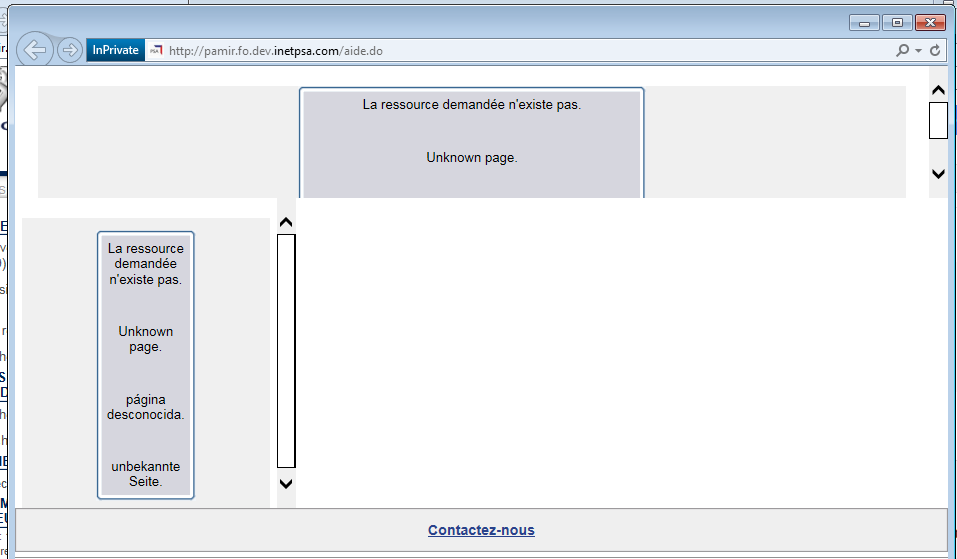 InPrivate
http://pamir.fo.dev.inetpsa.com/aide.do
La ressource demandée n'existe pas.
Unknown page.
La ressource
demandée
n'existe pas.
Unknown
page.
página
desconocida.
unbekannte
Seite.
Contactez-nous